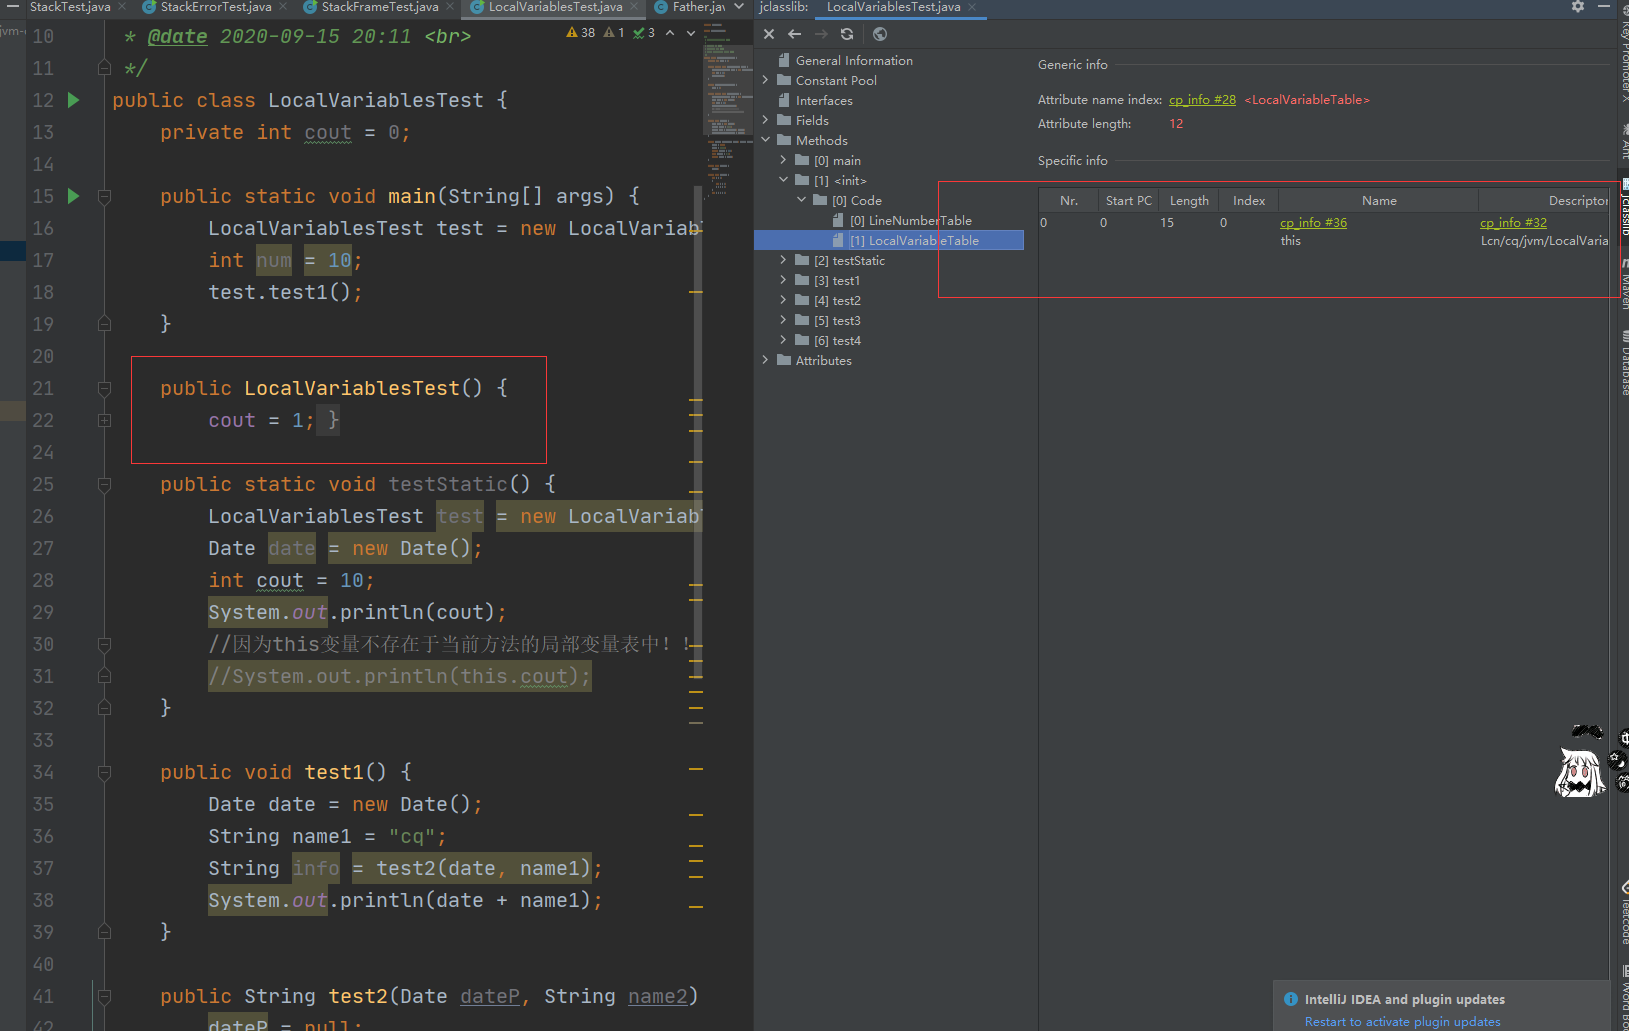 StackTest.java StackErrorTest.java StackFrameTest.java LocalVariablesTest.java Father.jav
jclasslib: LocalVariablesTest.java
10 * @date 2020-09-15 20:11 <br>
38 1 3
11 */
12 public class LocalVariablesTest {
13 private int cout = 0;
14
15 public static void main(String[] args) {
16 LocalVariablesTest test = new LocalVariab
17 int num = 10;
18 test.test1();
19 }
20
21 public LocalVariablesTest() {
22 cout = 1; }
24
25 public static void testStatic() {
26 LocalVariablesTest test = new LocalVariab
27 Date date = new Date();
28 int cout = 10;
29 System.out.println(cout);
30 //因为this变量不存在于当前方法的局部变量表中！！
31 //System.out.println(this.cout);
32 }
33
34 public void test1() {
35 Date date = new Date();
36 String name1 = "cq";
37 String info = test2(date, name1);
38 System.out.println(date + name1);
39 }
40
41 public String test2(Date dateP, String name2)
42 dateP = null;
jvm-
General Information
Constant Pool
Interfaces
Fields
Methods
[0] main
[1] <init>
[0] Code
[0] LineNumberTable
[1] LocalVariableTable
[2] testStatic
[3] test1
[4] test2
[5] test3
[6] test4
Attributes
Generic info
Attribute name index: cp_info #28 <LocalVariableTable>
Attribute length: 12
Specific info
Nr. Start PC Length Index Name Descriptor
0 0 15 0 cp_info #36 cp_info #32
this Lcn/cq/jvm/LocalVaria
Key Promoter X
Ant
jclasslib
Maven
Database
leetcode
Word Bo
IntelliJ IDEA and plugin updates
Restart to activate plugin updates